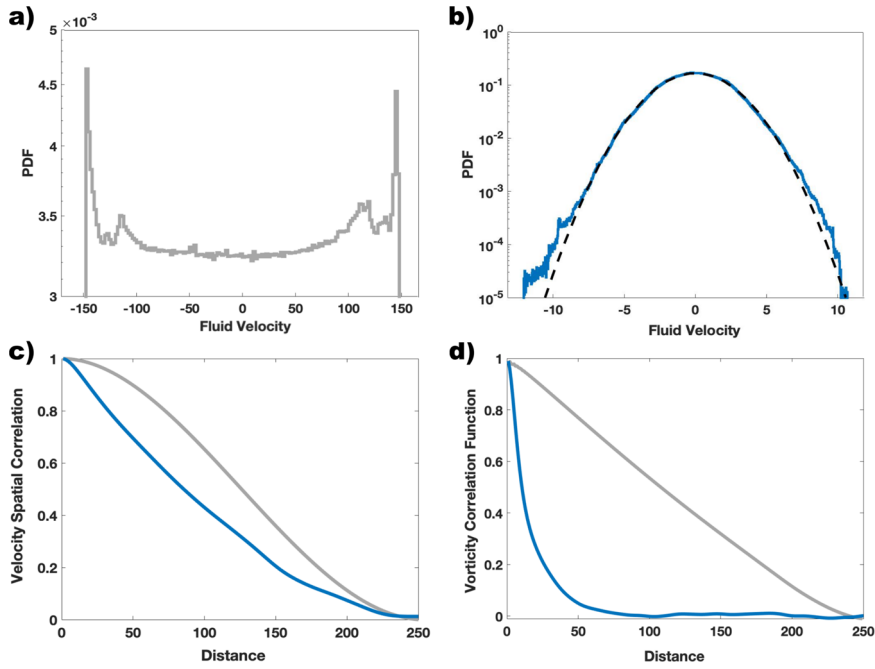 a)
×10⁻³
5
4.5
4
3.5
3
PDF
-150 -100 -50 0 50 100 150
Fluid Velocity
b)
10⁰
10⁻¹
10⁻²
10⁻³
10⁻⁴
10⁻⁵
PDF
-10 -5 0 5 10
Fluid Velocity
c)
1
0.8
0.6
0.4
0.2
0
Velocity Spatial Correlation
0 50 100 150 200 250
Distance
d)
1
0.8
0.6
0.4
0.2
0
Vorticity Correlation Function
0 50 100 150 200 250
Distance